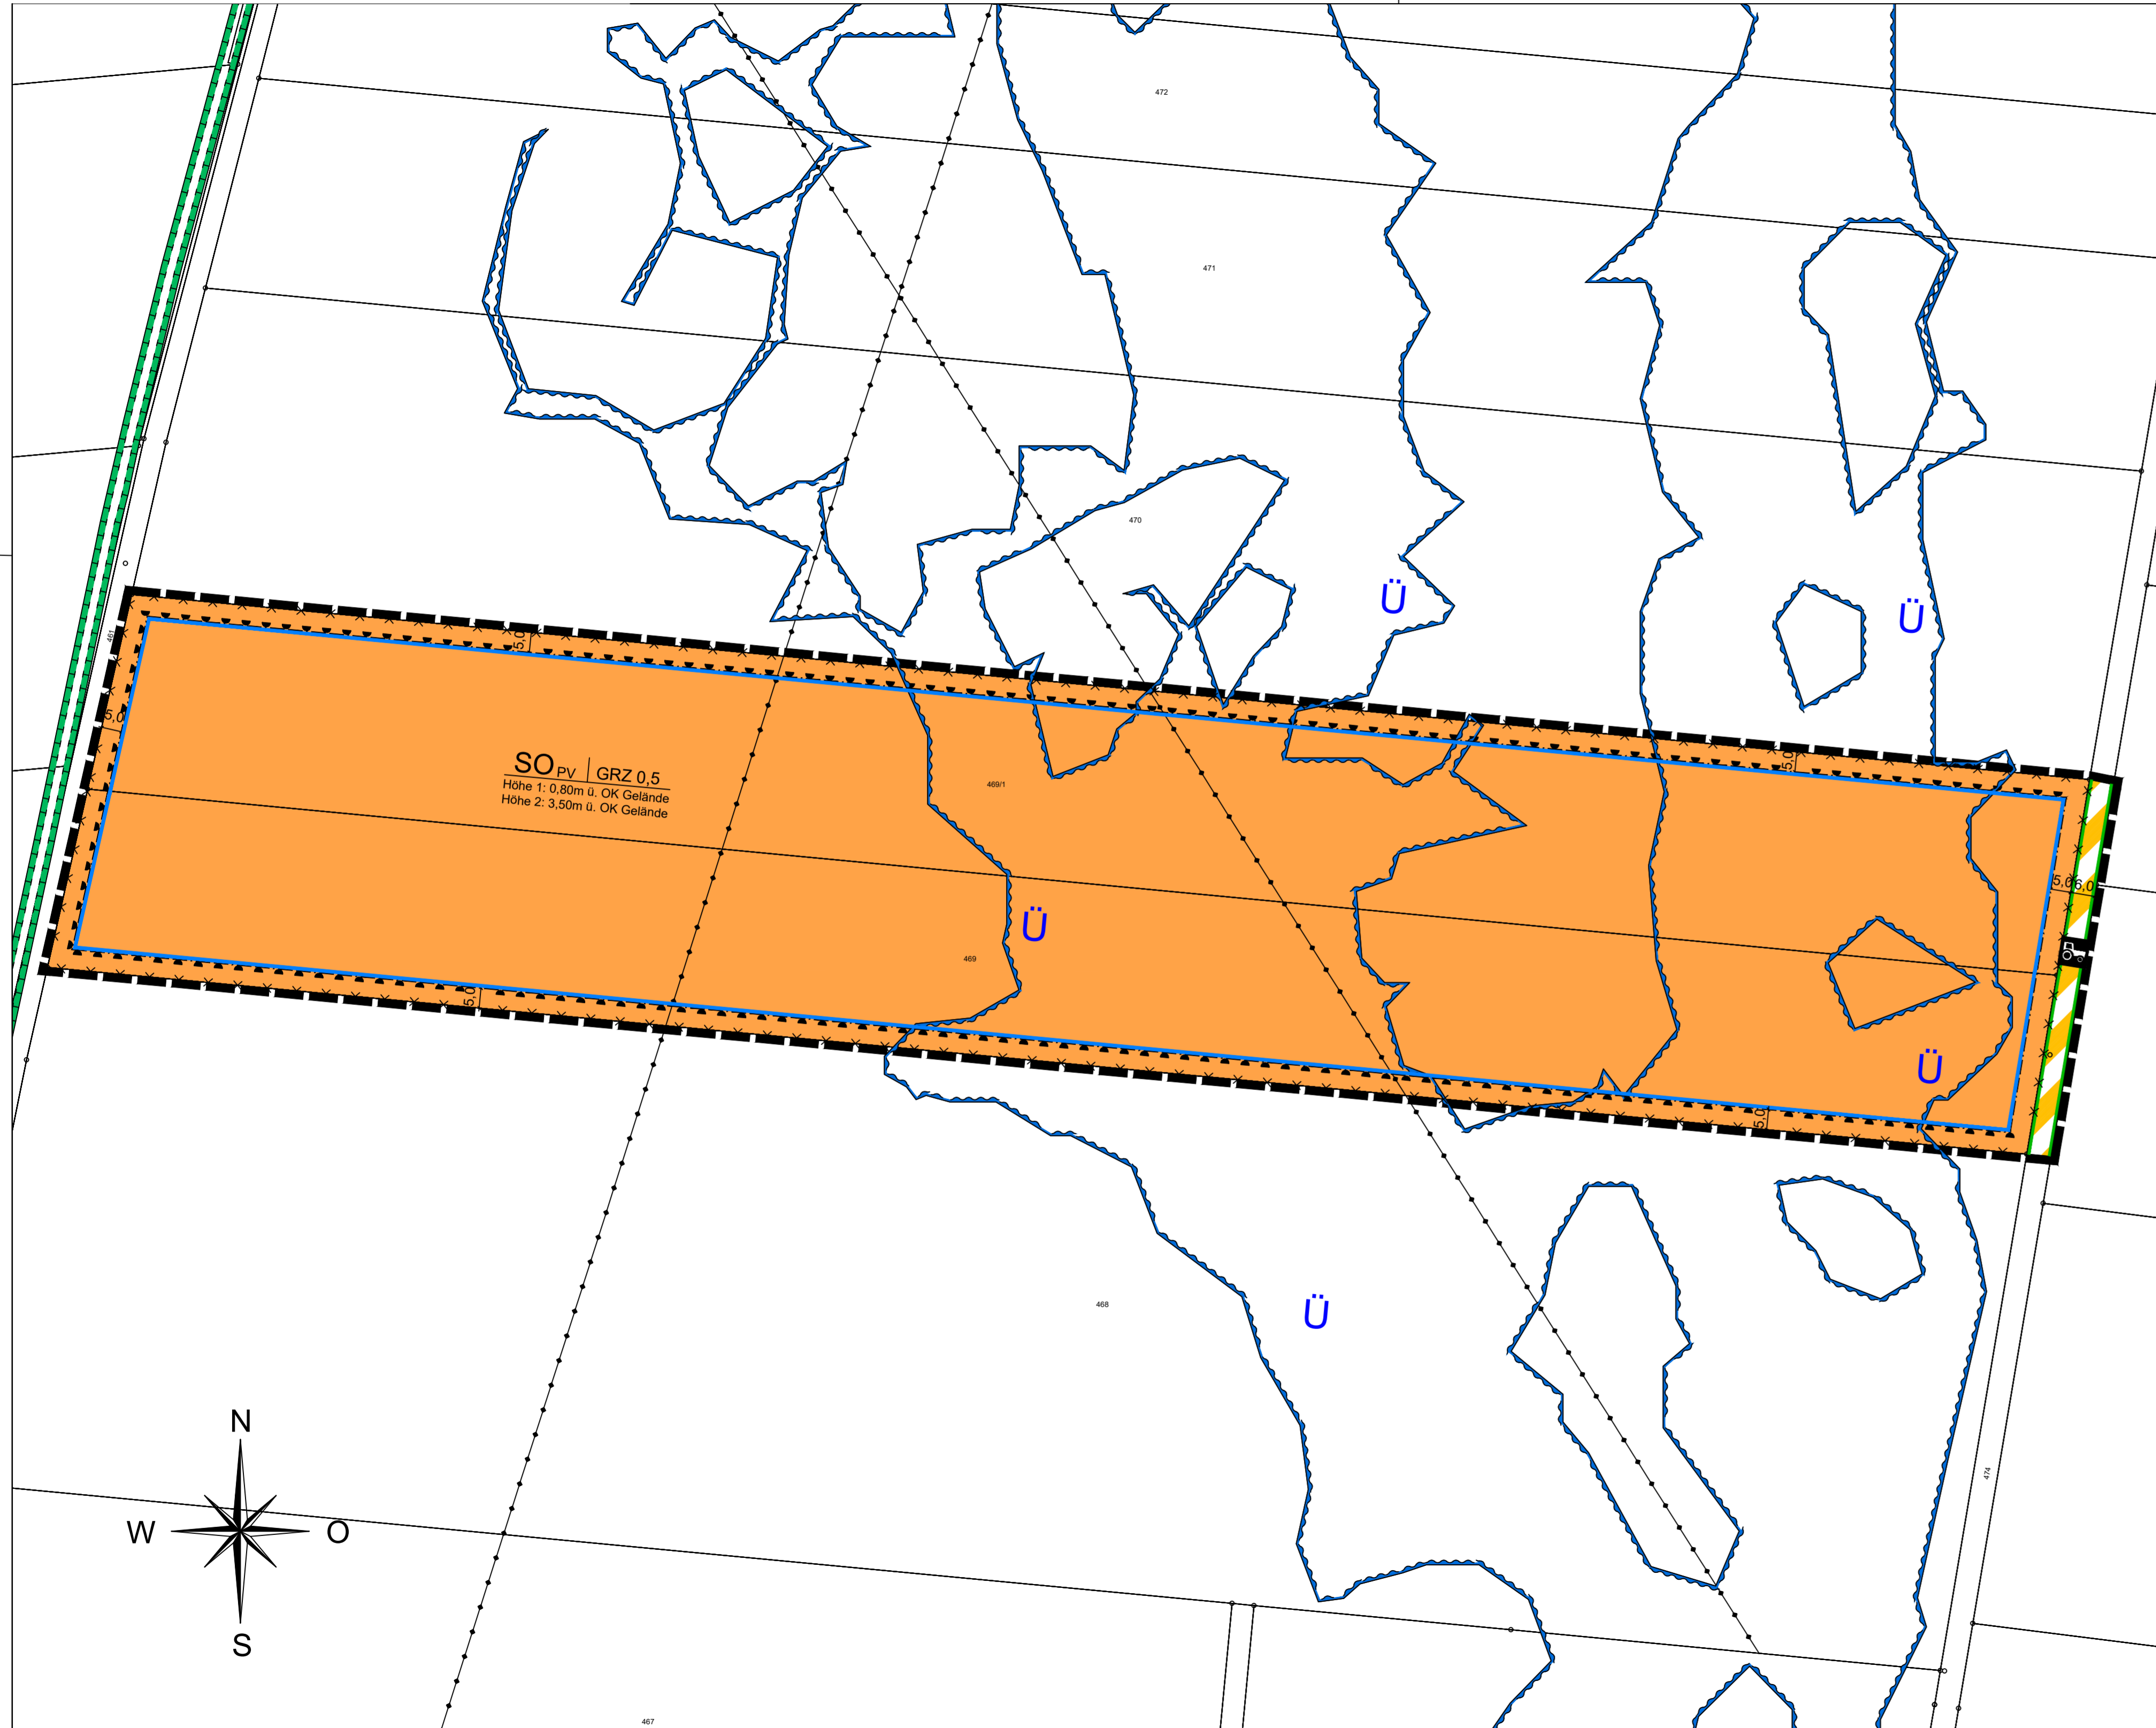 472
471
470
Ü
Ü
461
5,0
5,0
5,0
SO PV | GRZ 0,5
Höhe 1: 0,80m ü. OK Gelände
Höhe 2: 3,50m ü. OK Gelände
469/1
5,0 6,0
Ü
469
5,0
Ü
5,0
468
Ü
N
W O
S
474
467